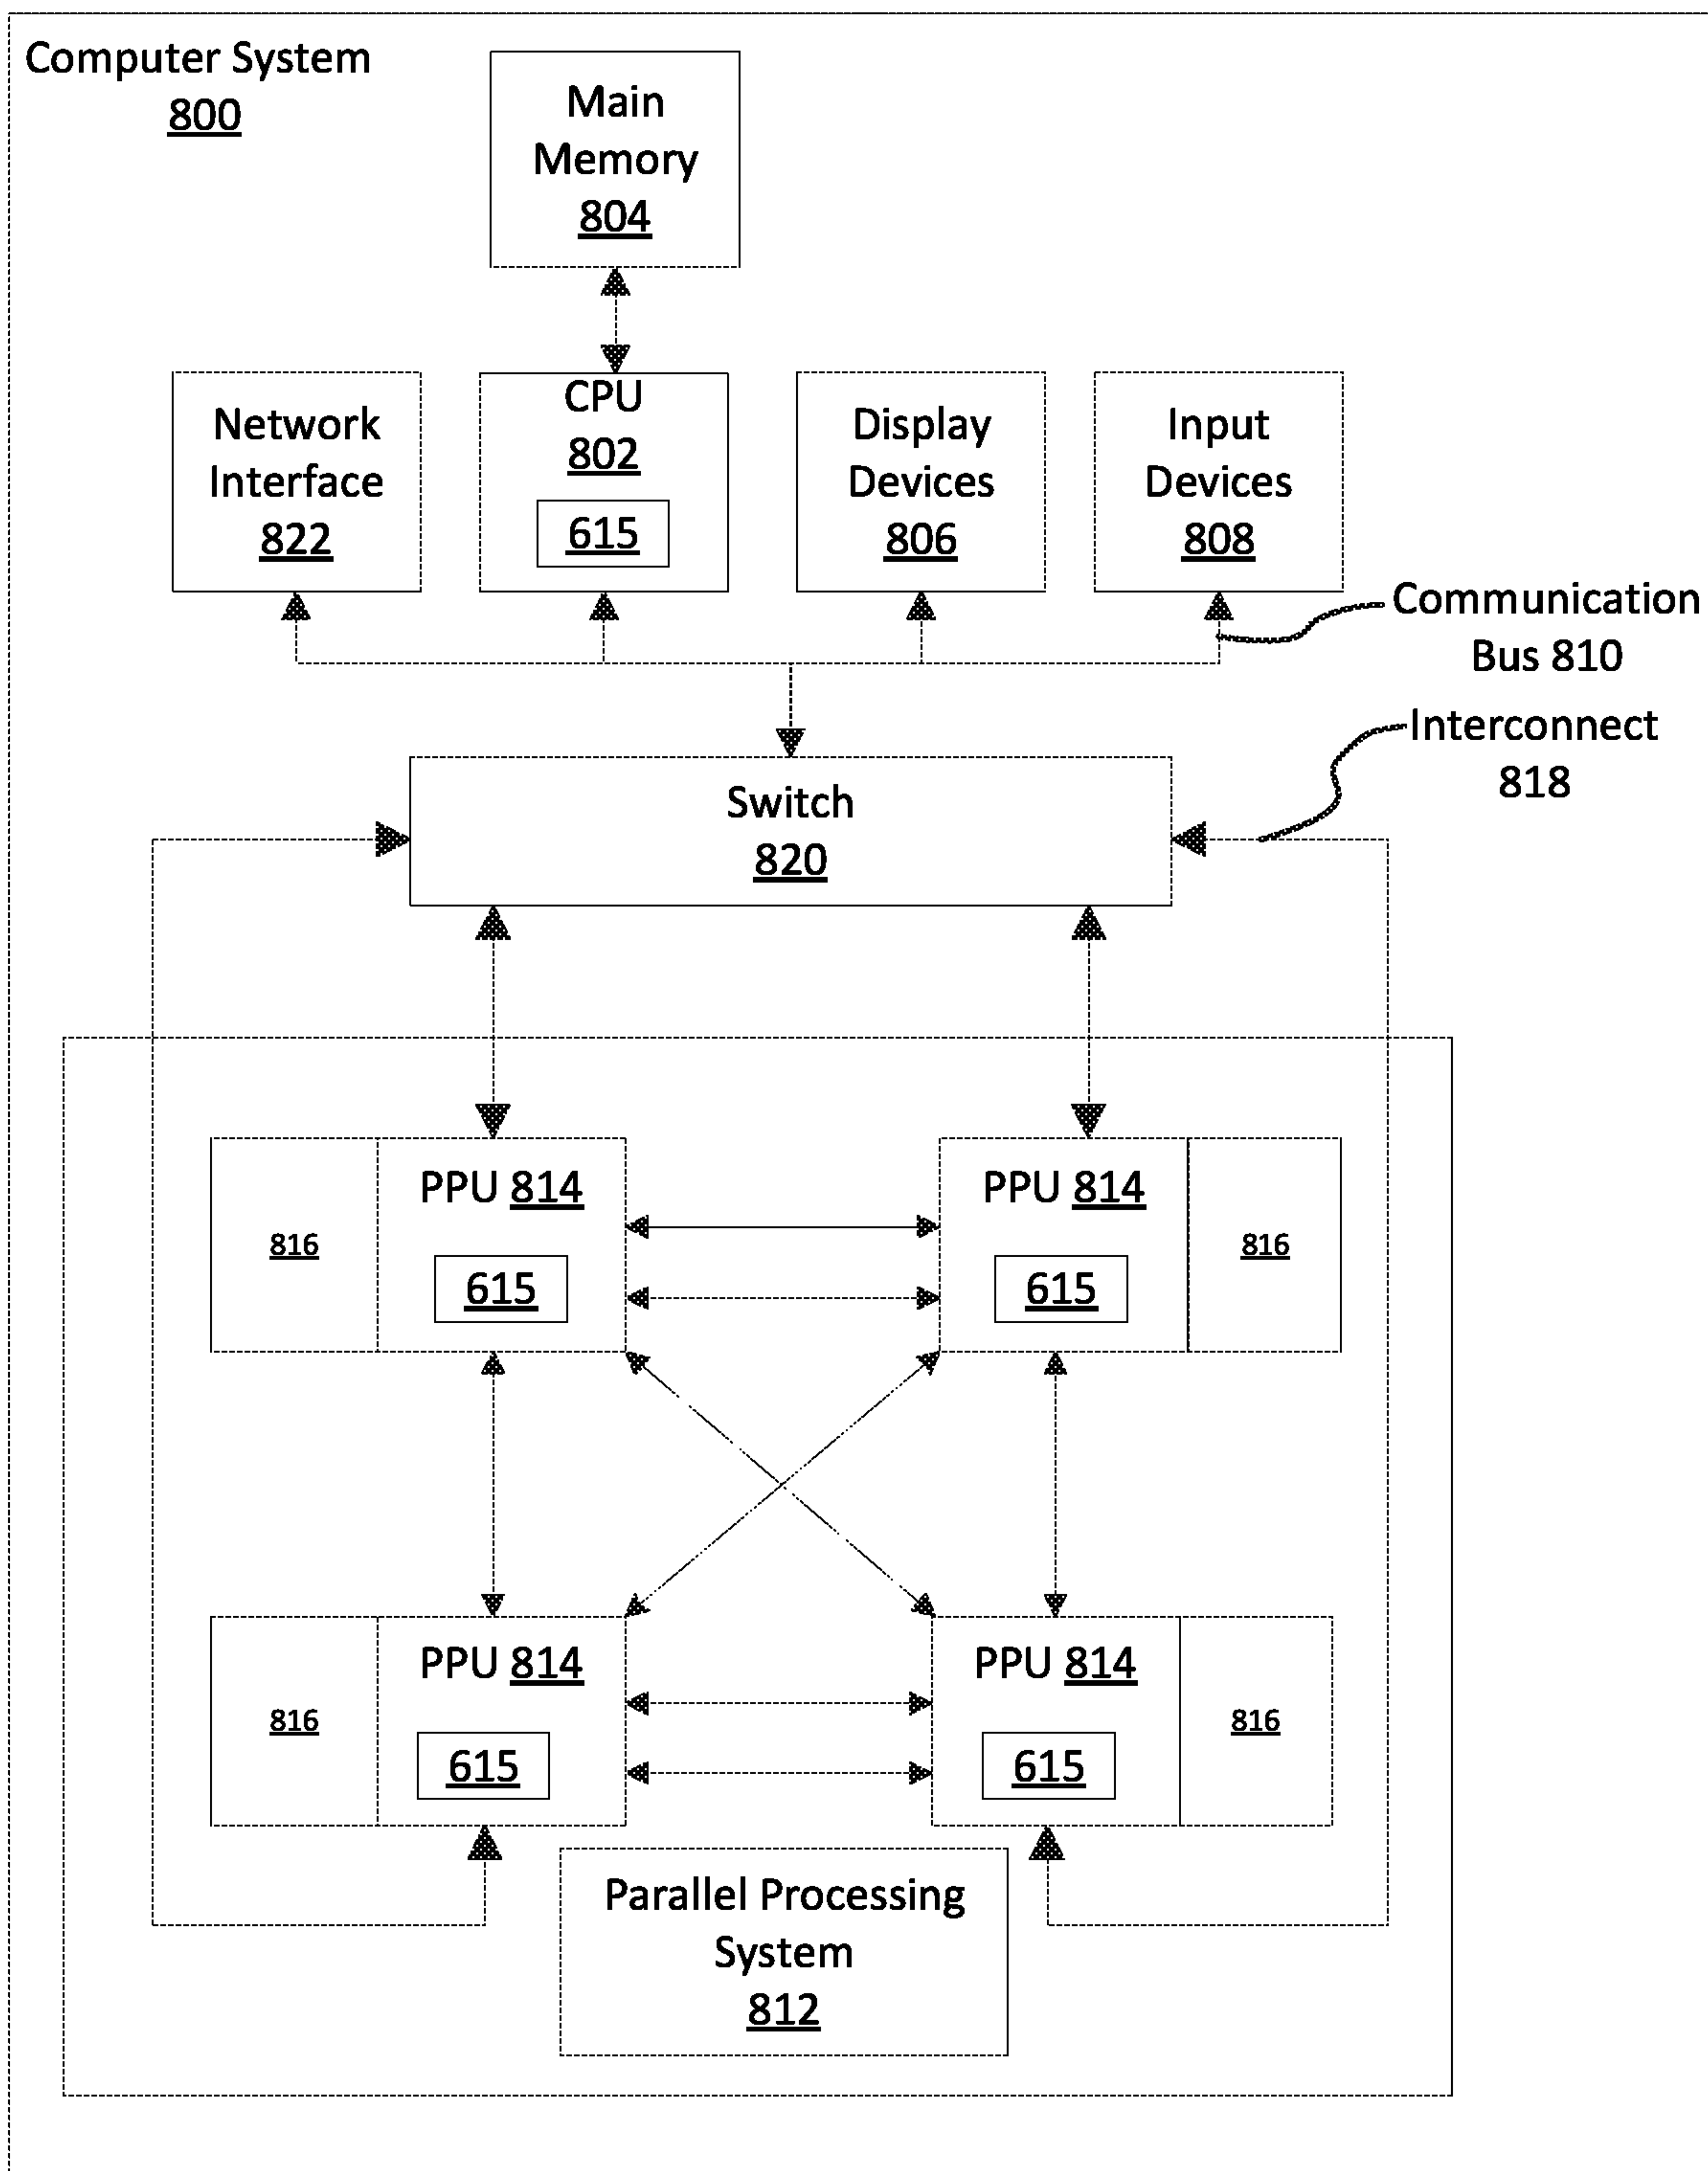 Computer System
800
Main
Memory
804
Network
Interface
822
CPU
802
615
Display
Devices
806
Input
Devices
808
Communication
Bus 810
Interconnect
818
Switch
820
816
PPU 814
615
PPU 814
615
816
816
PPU 814
615
PPU 814
615
816
Parallel Processing
System
812